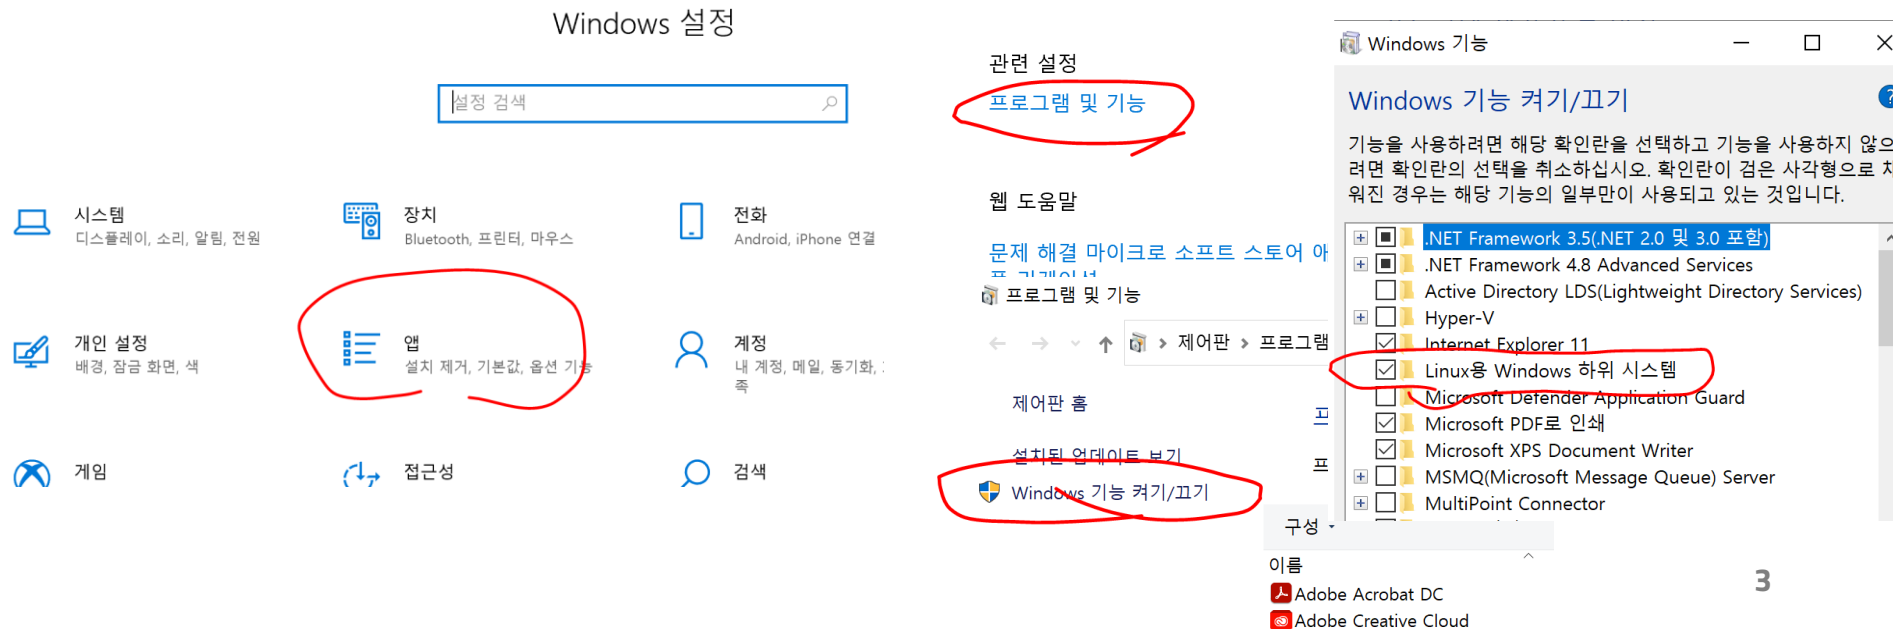 Windows 설정
설정 검색
시스템
디스플레이, 소리, 알림, 전원
장치
Bluetooth, 프린터, 마우스
전화
Android, iPhone 연결
개인 설정
배경, 잠금 화면, 색
앱
설치 제거, 기본값, 옵션 기능
계정
내 계정, 메일, 동기화,
족
게임
접근성
검색
관련 설정
프로그램 및 기능
웹 도움말
문제 해결 마이크로 소프트 스토어 애
프로그램 및 기능
제어판 > 프로그램
제어판 홈
설치된 업데이트 보기
Windows 기능 켜기/끄기
구성
이름
Adobe Acrobat DC
Adobe Creative Cloud
Windows 기능
Windows 기능 켜기/끄기
기능을 사용하려면 해당 확인란을 선택하고 기능을 사용하지 않으
려면 확인란의 선택을 취소하십시오. 확인란이 검은 사각형으로 채
워진 경우는 해당 기능의 일부만이 사용되고 있는 것입니다.
.NET Framework 3.5(.NET 2.0 및 3.0 포함)
.NET Framework 4.8 Advanced Services
Active Directory LDS(Lightweight Directory Services)
Hyper-V
Internet Explorer 11
Linux용 Windows 하위 시스템
Microsoft Defender Application Guard
Microsoft PDF로 인쇄
Microsoft XPS Document Writer
MSMQ(Microsoft Message Queue) Server
MultiPoint Connector
3